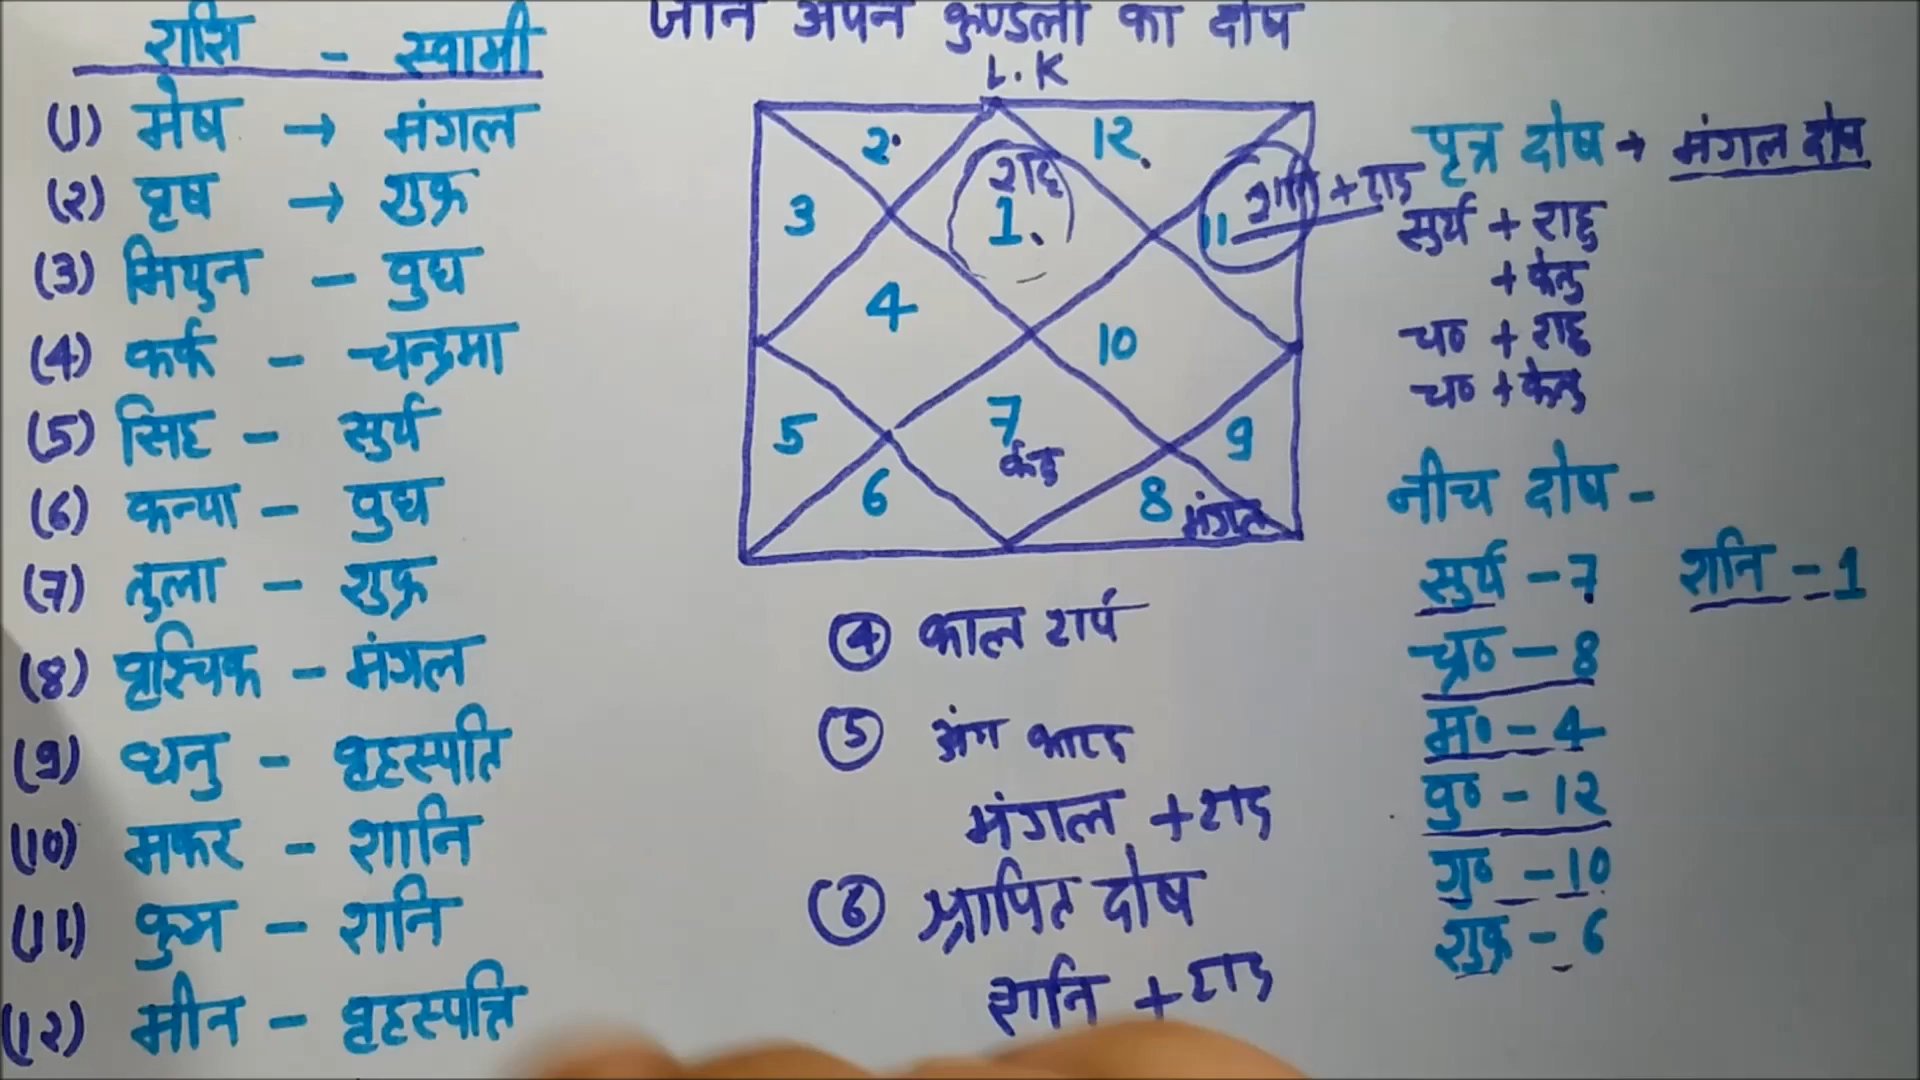 जाने अपने कुण्डली का दोष
L.K
राशि - स्वामी
(1) मेष → मंगल
(२) वृष → शुक्र
(3) मिथुन - वुध
(4) कर्क - चन्द्रमा
(5) सिंह - सुर्य
(6) कन्या - वुध
(7) तुला - शुक्र
(8) वृश्चिक - मंगल
(9) धनु - वृहस्पति
(10) मकर - शानि
(11) कुम - शनि
(1२) मीन - वृहस्पति
2
12
राहु
1
3
11 शनि + राहु
4
10
5
7
केतु
9
6
8 मंगल
④ काल सर्प
⑤ अंग
मंगल + राहु
⑥ श्रापित दोष
शनि + राहु
पृत्र दोष → मंगल दोष
सुर्य + राहु
+ केतु
च० + राहु
च० + केतु
नीच दोष -
सुर्य - 7
शनि - 1
च० - 8
म० - 4
वु० - 12
गु० - 10
शुक्र - 6